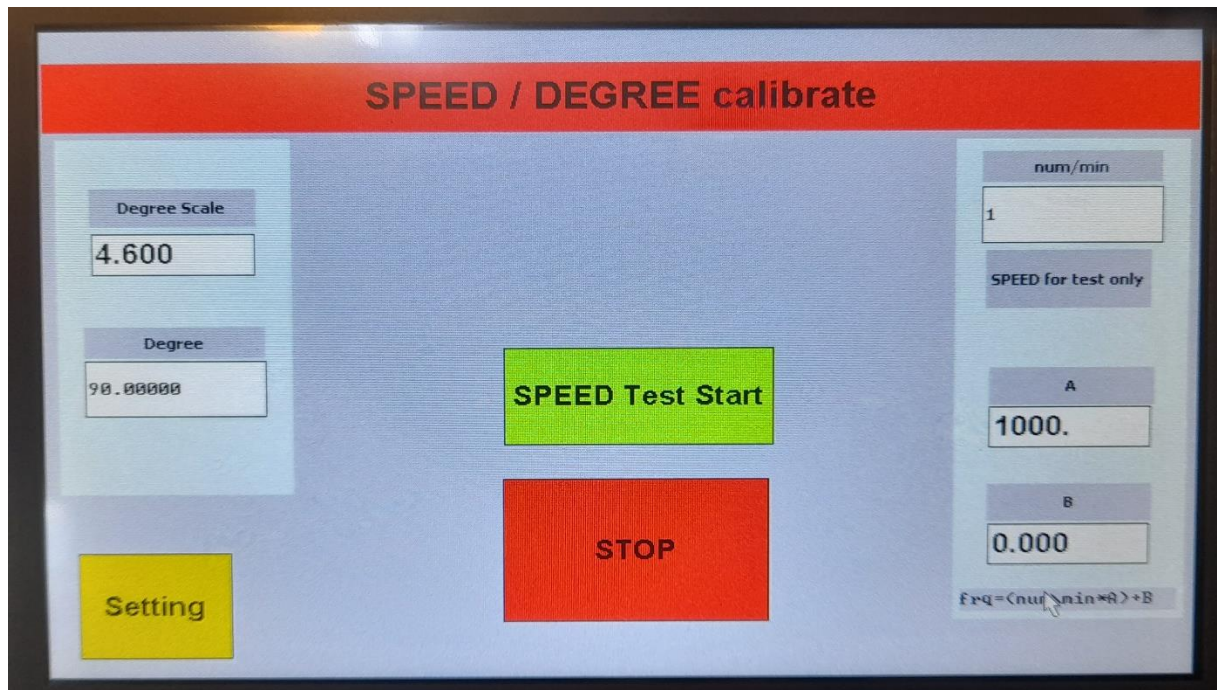 SPEED / DEGREE calibrate
Degree Scale
4.600
Degree
90.00000
Setting
SPEED Test Start
STOP
num/min
1
SPEED for test only
A
1000.
B
0.000
+B